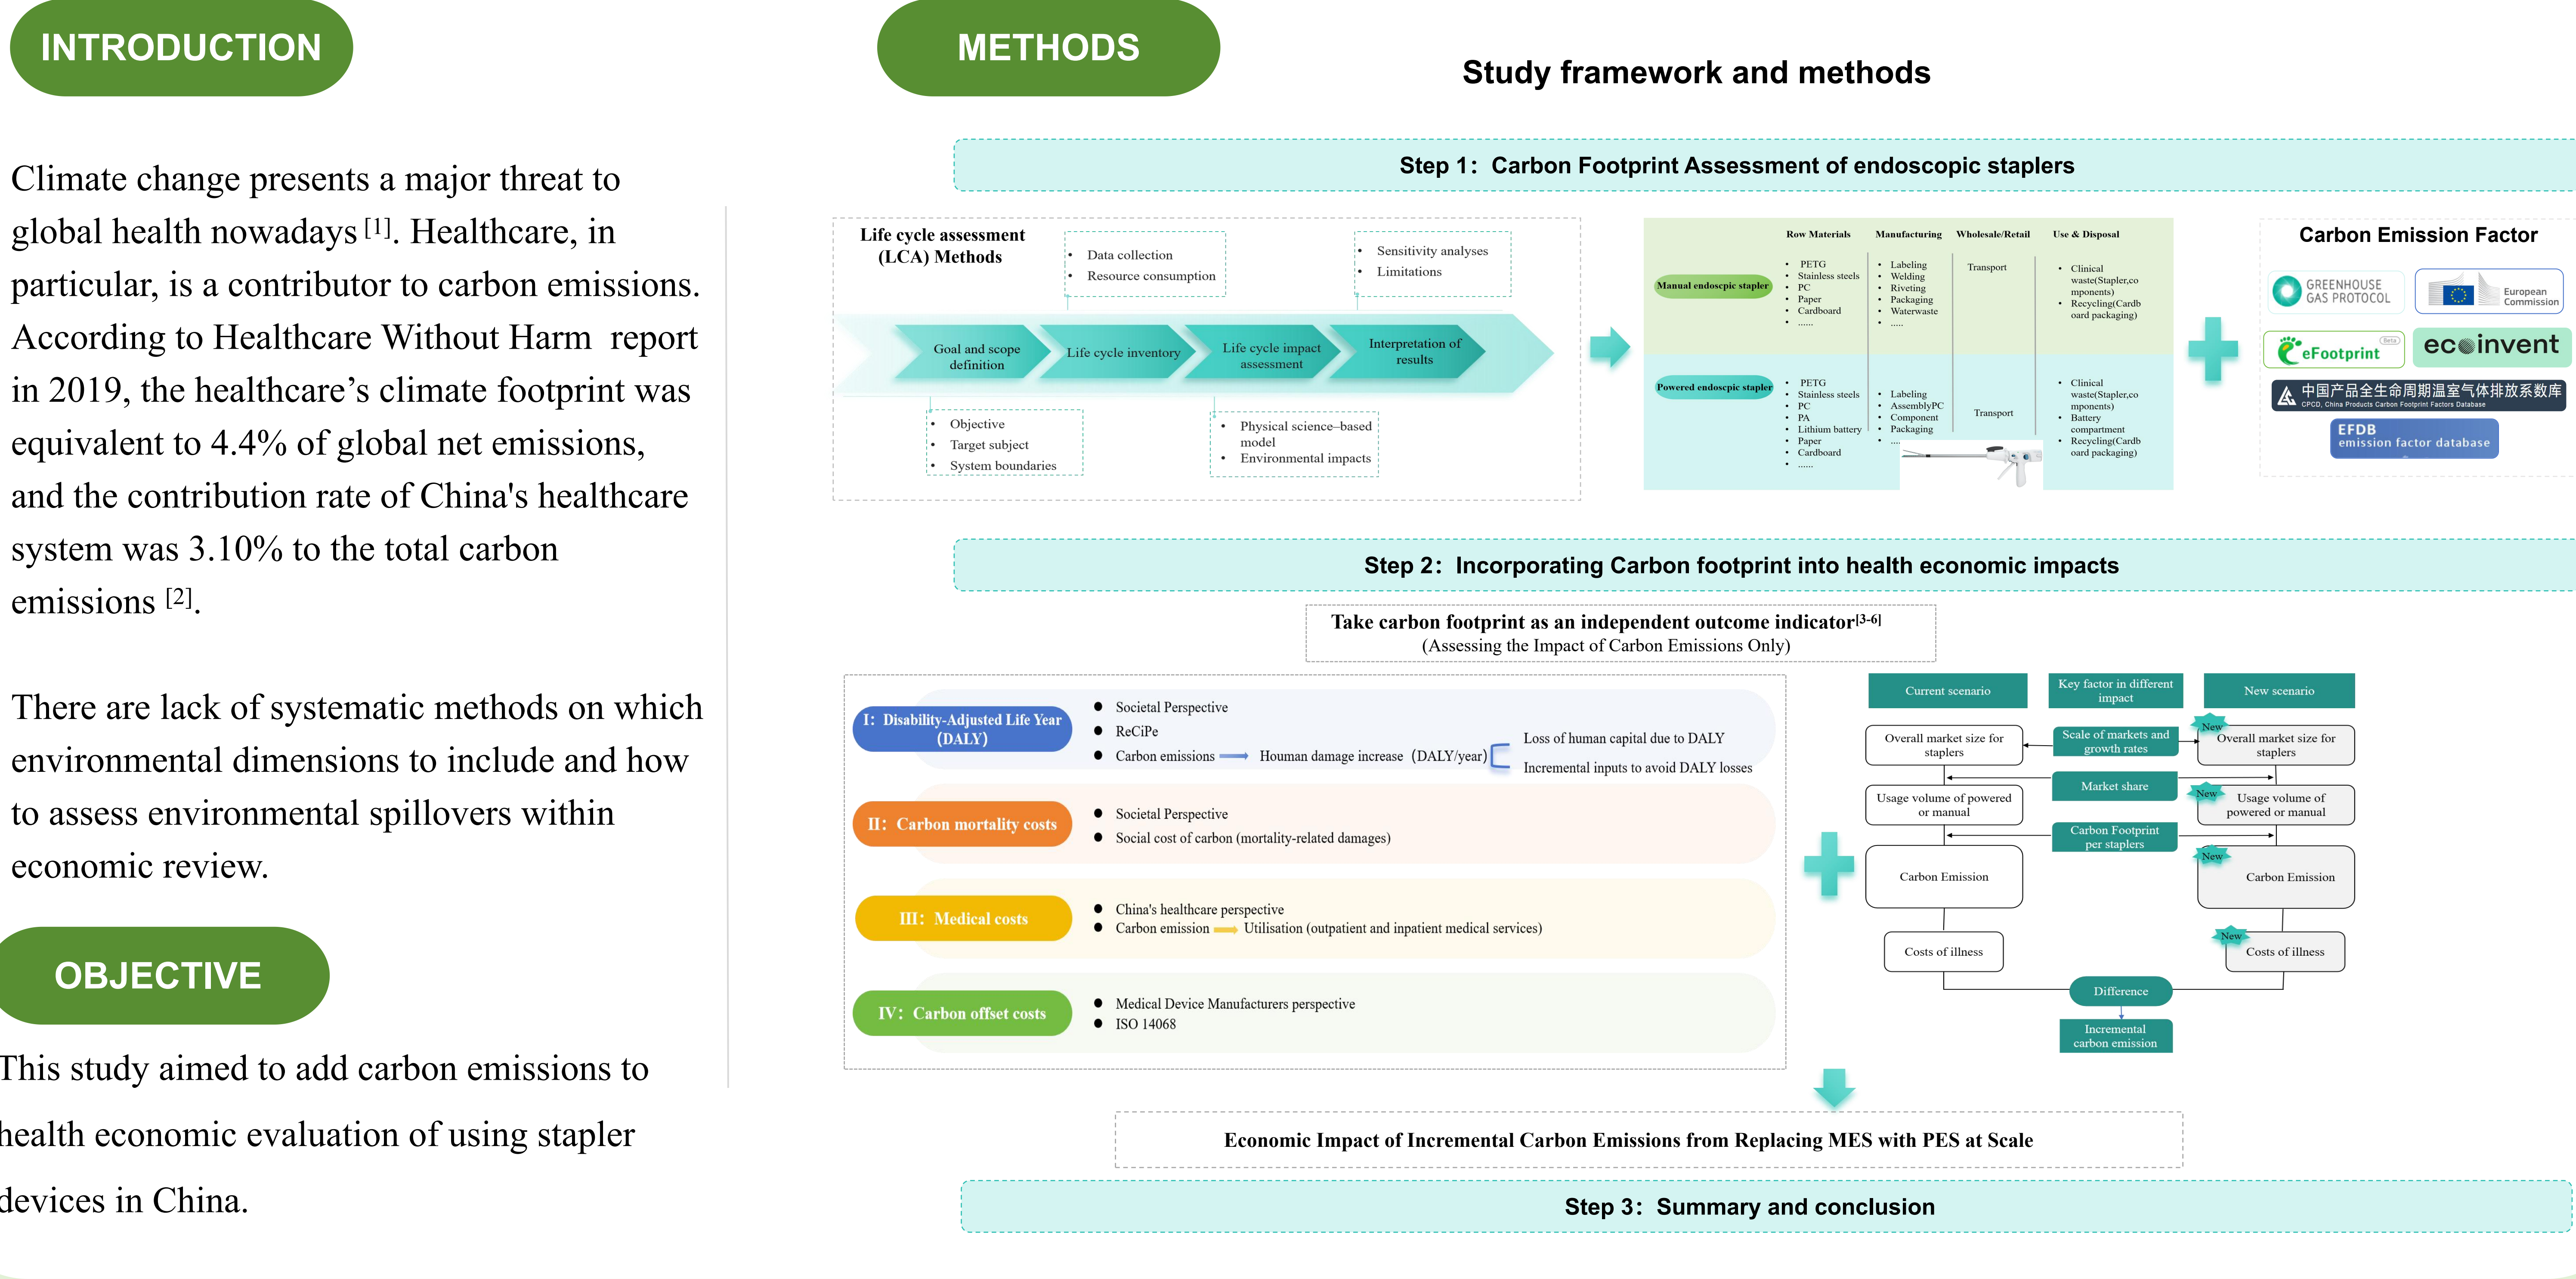 INTRODUCTION
Climate change presents a major threat to
global health nowadays [1]. Healthcare, in
particular, is a contributor to carbon emissions.
According to Healthcare Without Harm  report
in 2019, the healthcare’s climate footprint was
equivalent to 4.4% of global net emissions,
and the contribution rate of China's healthcare
system was 3.10% to the total carbon
emissions [2].
There are lack of systematic methods on which
environmental dimensions to include and how
to assess environmental spillovers within
economic review.
OBJECTIVE
This study aimed to add carbon emissions to
health economic evaluation of using stapler
devices in China.
METHODS
Study framework and methods
Step 1：Carbon Footprint Assessment of endoscopic staplers
Life cycle assessment
(LCA) Methods
• Data collection
• Resource consumption
• Sensitivity analyses
• Limitations
Goal and scope
definition
Life cycle inventory
Life cycle impact
assessment
Interpretation of
results
• Objective
• Target subject
• System boundaries
• Physical science–based
model
• Environmental impacts
Row Materials
Manufacturing
Wholesale/Retail
Use & Disposal
Manual endoscpic stapler
• PETG
• Stainless steels
• PC
• Paper
• Cardboard
• ......
• Labeling
• Welding
• Riveting
• Packaging
• Waterwaste
• .....
Transport
• Clinical
waste(Stapler,co
mponents)
• Recycling(Cardb
oard packaging)
Powered endoscpic stapler
• PETG
• Stainless steels
• PC
• PA
• Lithium battery
• Paper
• Cardboard
• ......
• Labeling
• AssemblyPC
• Component
• Packaging
• ....
Transport
• Clinical
waste(Stapler,co
mponents)
• Battery
compartment
• Recycling(Cardb
oard packaging)
Carbon Emission Factor
GREENHOUSE
GAS PROTOCOL
European
Commission
eFootprint
Beta
ecoinvent
中国产品全生命周期温室气体排放系数库
CPCD, China Products Carbon Footprint Factors Database
EFDB
emission factor database
Step 2：Incorporating Carbon footprint into health economic impacts
Take carbon footprint as an independent outcome indicator[3-6]
(Assessing the Impact of Carbon Emissions Only)
I：Disability-Adjusted Life Year
(DALY)
● Societal Perspective
● ReCiPe
● Carbon emissions
Houman damage increase（DALY/year）
Loss of human capital due to DALY
Incremental inputs to avoid DALY losses
II：Carbon mortality costs
● Societal Perspective
● Social cost of carbon (mortality-related damages)
III：Medical costs
● China's healthcare perspective
● Carbon emission
Utilisation (outpatient and inpatient medical services)
IV：Carbon offset costs
● Medical Device Manufacturers perspective
● ISO 14068
Current scenario
Key factor in different
impact
New scenario
Overall market size for
staplers
Scale of markets and
growth rates
New
Overall market size for
staplers
Market share
Usage volume of powered
or manual
New
Usage volume of
powered or manual
Carbon Footprint
per staplers
Carbon Emission
New
Carbon Emission
Costs of illness
New
Costs of illness
Difference
Incremental
carbon emission
Economic Impact of Incremental Carbon Emissions from Replacing MES with PES at Scale
Step 3：Summary and conclusion